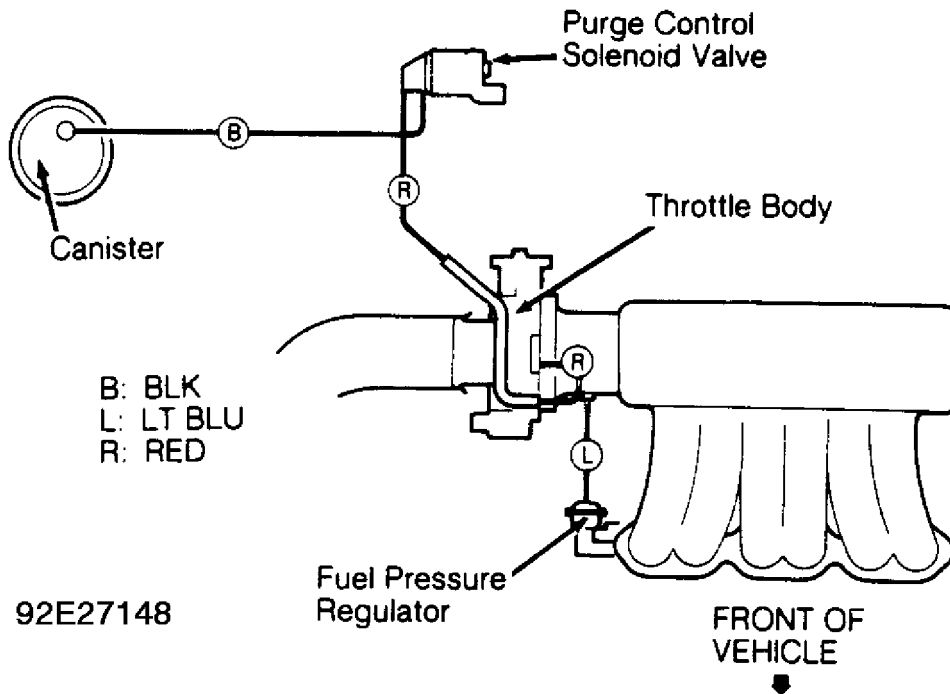 Purge Control
Solenoid Valve
B
R
Canister
Throttle Body
R
B: BLK
L: LT BLU
R: RED
L
Fuel Pressure
Regulator
92E27148
FRONT OF
VEHICLE